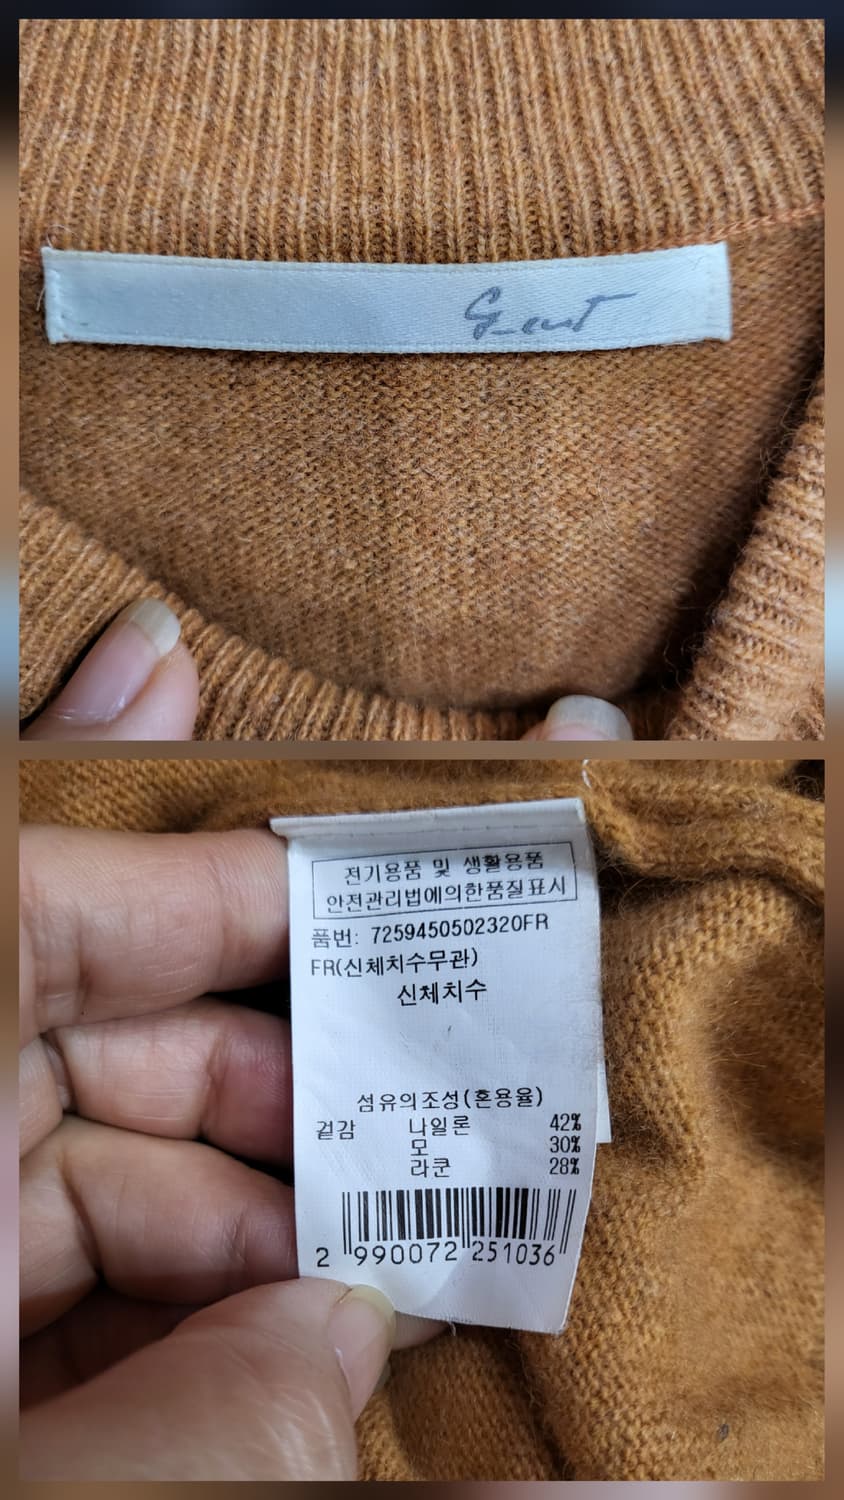 G_cut
전기용품 및 생활용품
안전관리법에의한품질표시
품번: 7259450502320FR
FR(신체치수무관)
신체치수
섬유의조성(혼용율)
겉감 나일론 42%
모 30%
라쿤 28%
2 990072 251036